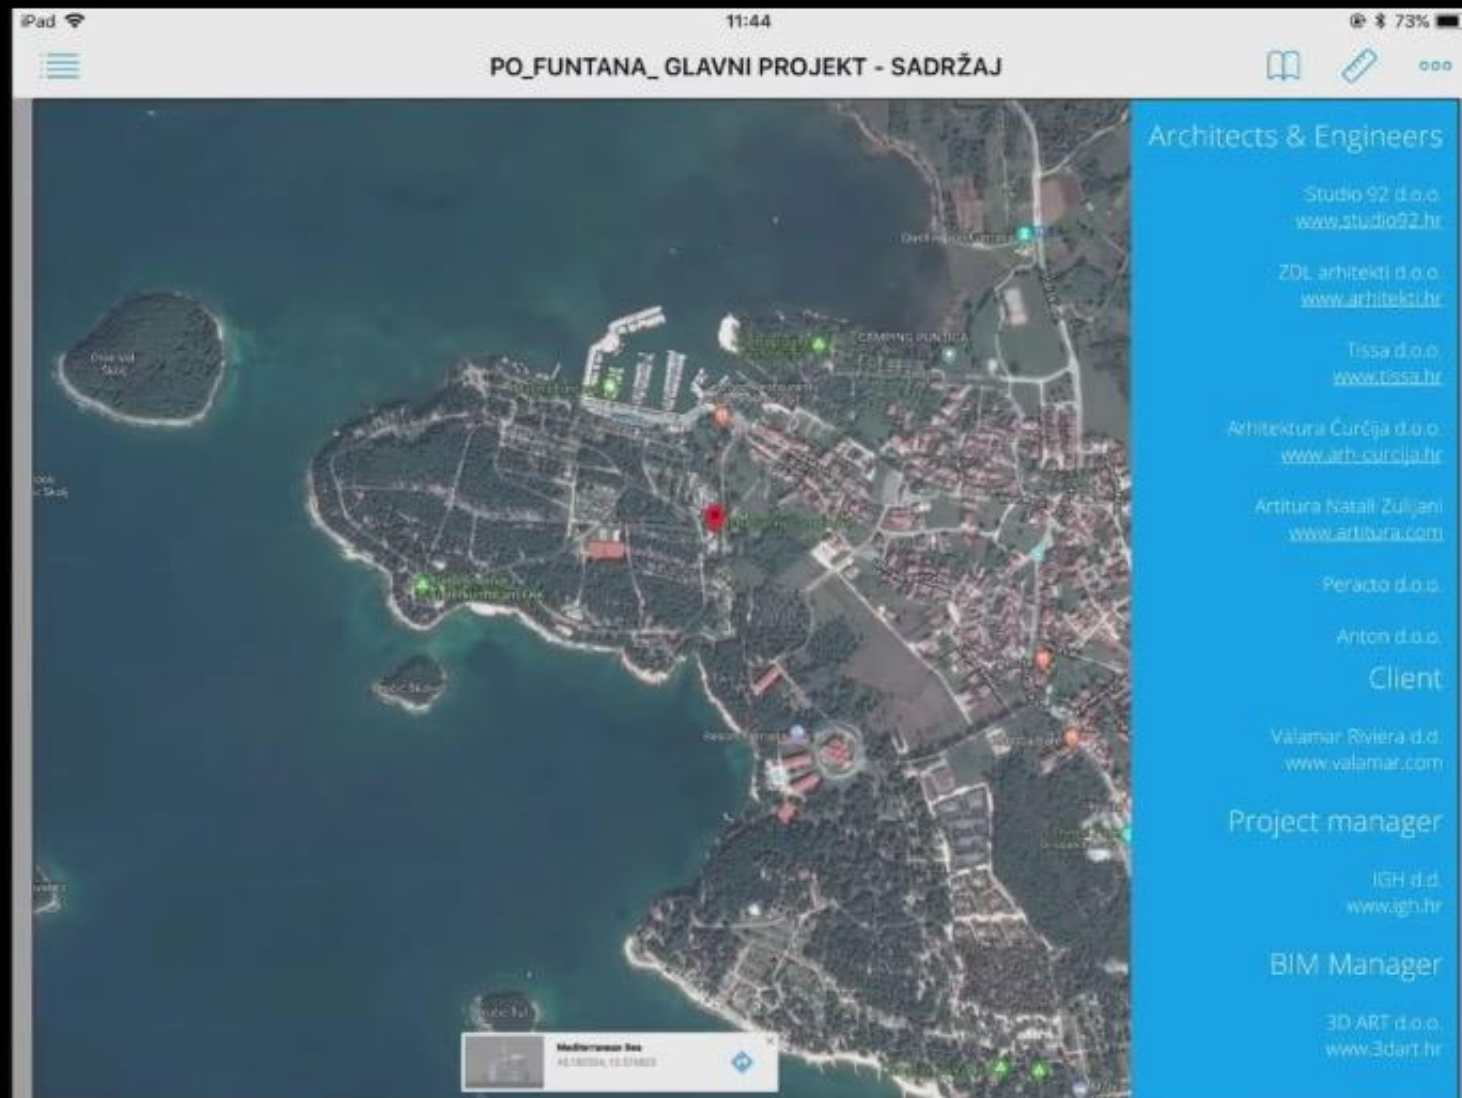 iPad
11:44
73%
PO_FUNTANA_ GLAVNI PROJEKT - SADRŽAJ
Architects & Engineers
Studio 92 d.o.o.
www.studio92.hr
ZDL arhitekti d.o.o.
www.arhitekti.hr
Tissa d.o.o.
www.tissa.hr
Arhitektura Ćurčija d.o.o.
www.arh-curcija.hr
Artitura Natali Zulijani
www.artitura.com
Peracto d.o.o.
Anton d.o.o.
Client
Valamar Riviera d.d.
www.valamar.com
Project manager
IGH d.d.
www.igh.hr
BIM Manager
3D ART d.o.o.
www.3dart.hr
CAMPING PUNTICA
Školj
Mediterranean Sea